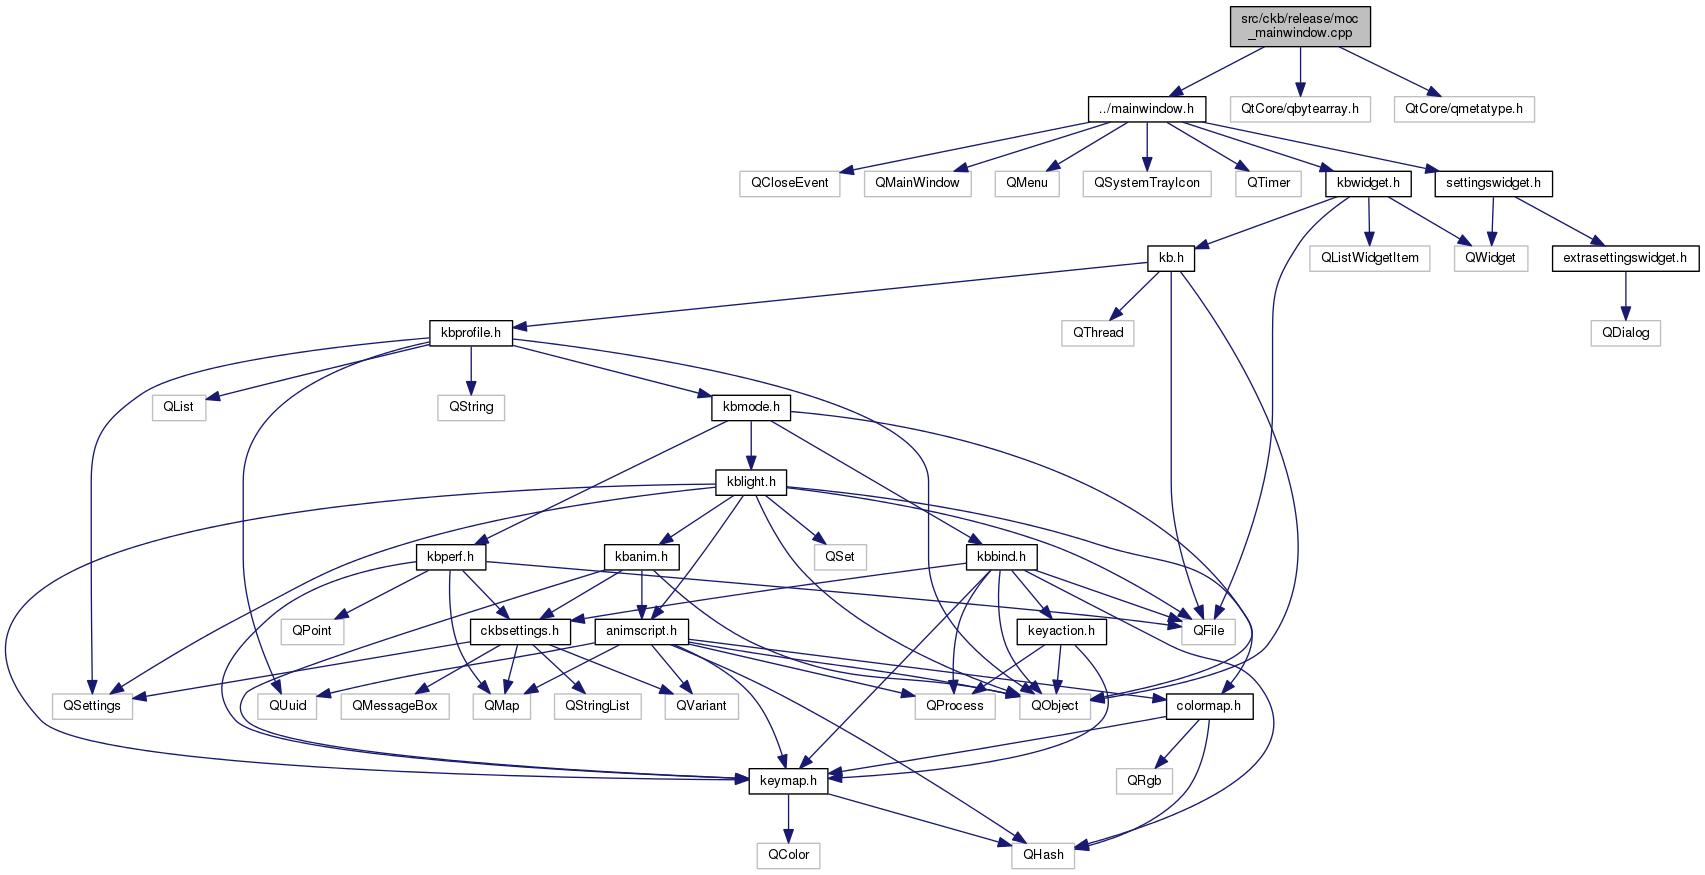 src/ckb/release/moc
_mainwindow.cpp
../mainwindow.h
QtCore/qbytearray.h
QtCore/qmetatype.h
QCloseEvent
QMainWindow
QMenu
QSystemTrayIcon
QTimer
kbwidget.h
settingswidget.h
kb.h
QListWidgetItem
QWidget
extrasettingswidget.h
kbprofile.h
QThread
QDialog
QList
QString
kbmode.h
kblight.h
kbperf.h
kbanim.h
QSet
kbbind.h
QPoint
ckbsettings.h
animscript.h
keyaction.h
QFile
QSettings
QUuid
QMessageBox
QMap
QStringList
QVariant
QProcess
QObject
colormap.h
keymap.h
QRgb
QColor
QHash